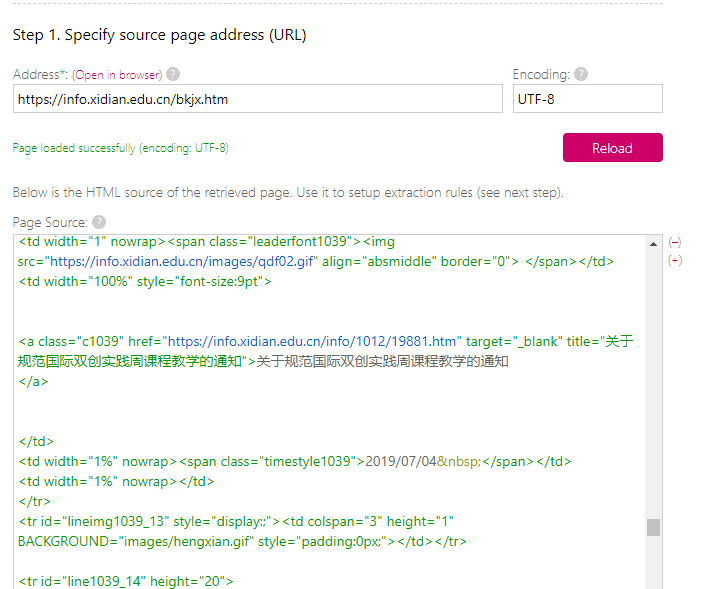 Step 1. Specify source page address (URL)
Address*: (Open in browser) ?
Encoding: ?
https://info.xidian.edu.cn/bkjx.htm
UTF-8
Page loaded successfully (encoding: UTF-8)
Reload
Below is the HTML source of the retrieved page. Use it to setup extraction rules (see next step).
Page Source: ?
<td width="1" nowrap><span class="leaderfont1039"><img
src="https://info.xidian.edu.cn/images/qdf02.gif" align="absmiddle" border="0"> </span></td>
<td width="100%" style="font-size:9pt">
<a class="c1039" href="https://info.xidian.edu.cn/info/1012/19881.htm" target="_blank" title="关于
规范国际双创实践周课程教学的通知">关于规范国际双创实践周课程教学的通知
</a>
</td>
<td width="1%" nowrap><span class="timestyle1039">2019/07/04&nbsp;</span></td>
<td width="1%" nowrap></td>
</tr>
<tr id="lineimg1039_13" style="display:;"><td colspan="3" height="1"
BACKGROUND="images/hengxian.gif" style="padding:0px;"></td></tr>
<tr id="line1039_14" height="20">
(−)
(+)